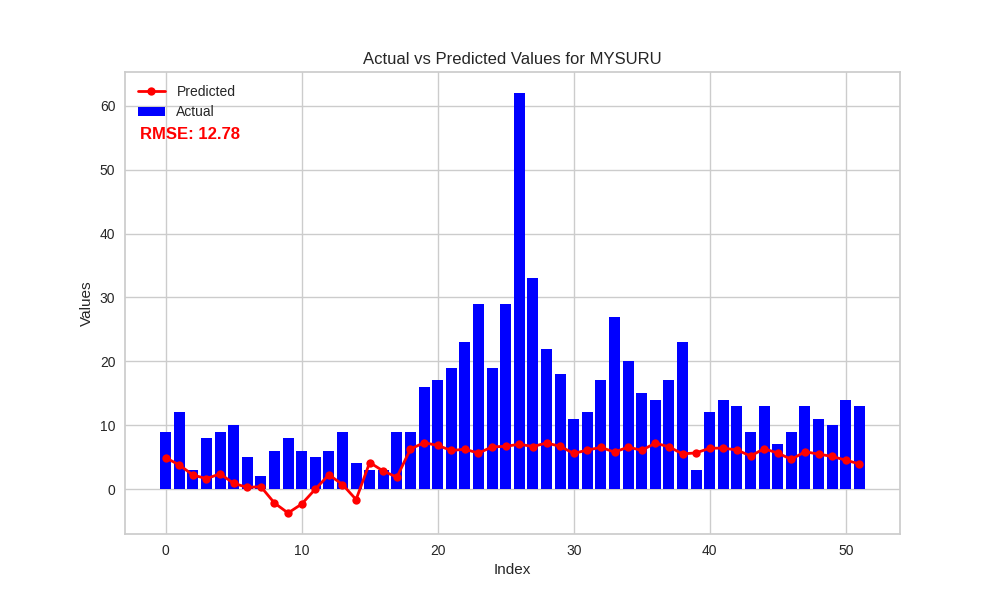 Actual vs Predicted Values for MYSURU
Predicted
Actual
RMSE: 12.78
Values
60
50
40
30
20
10
0
0 10 20 30 40 50
Index